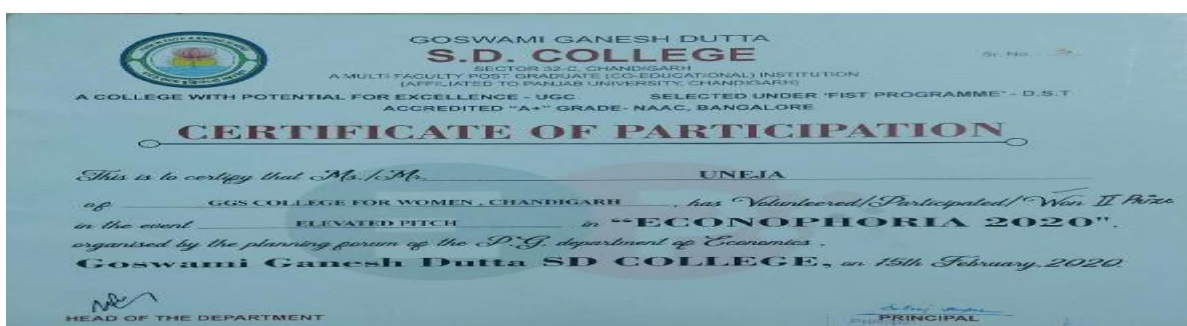 GOSWAMI GANESH DUTTA
S.D. COLLEGE
Sr. No.
SECTOR 32-C, CHANDIGARH
A MULTI FACULTY POST GRADUATE (CO-EDUCATIONAL) INSTITUTION
(AFFILIATED TO PANJAB UNIVERSITY, CHANDIGARH)
A COLLEGE WITH POTENTIAL FOR EXCELLENCE - UGC SELECTED UNDER 'FIST PROGRAMME' - D.S.T
ACCREDITED "A+" GRADE- NAAC, BANGALORE
CERTIFICATE OF PARTICIPATION
This is to certify that Ms./Mr. UNEJA
of GGS COLLEGE FOR WOMEN , CHANDIGARH , has Volunteered/Participated/Won II Prize
in the event ELEVATED PITCH in "ECONOPHORIA 2020",
organised by the planning forum of the P.G. department of Economics ,
Goswami Ganesh Dutta SD COLLEGE, on 15th February, 2020.
HEAD OF THE DEPARTMENT PRINCIPAL